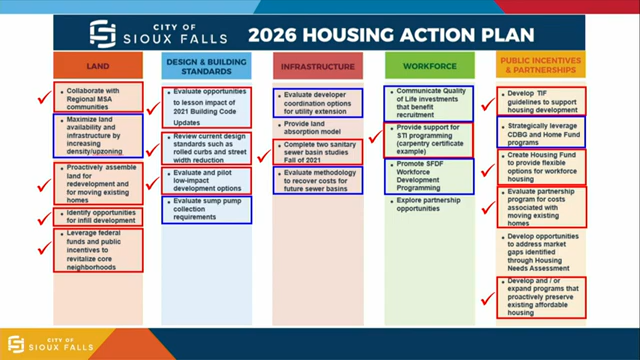 CITY OF
SIOUX FALLS
2026 HOUSING ACTION PLAN
LAND
• Collaborate with
Regional MSA
communities
• Maximize land
availability and
infrastructure by
increasing
density/upzoning
• Proactively assemble
land for
redevelopment and
for moving existing
homes
• Identify opportunities
for infill development
• Leverage federal
funds and public
incentives to
revitalize core
neighborhoods
DESIGN & BUILDING
STANDARDS
• Evaluate opportunities
to lesson impact of
2021 Building Code
Updates
• Review current design
standards such as
rolled curbs and street
width reduction
• Evaluate and pilot
low-impact
development options
• Evaluate sump pump
collection
requirements
INFRASTRUCTURE
• Evaluate developer
coordination options
for utility extension
• Provide land
absorption model
• Complete two sanitary
sewer basin studies
Fall of 2021
• Evaluate methodology
to recover costs for
future sewer basins
WORKFORCE
• Communicate Quality
of Life investments
that benefit
recruitment
• Provide support for
STI programming
(carpentry certificate
example)
• Promote SFDF
Workforce
Development
Programming
• Explore partnership
opportunities
PUBLIC INCENTIVES
& PARTNERSHIPS
• Develop TIF
guidelines to support
housing development
• Strategically leverage
CDBG and Home Fund
programs
• Create Housing Fund
to provide flexible
options for workforce
housing
• Evaluate partnership
program for costs
associated with
moving existing
homes
• Develop opportunities
to address market
gaps identified
through Housing
Needs Assessment
• Develop and / or
expand programs that
proactively preserve
existing affordable
housing
CITY OF
SIOUX FALLS
CITY OF
SIOUX FALLS